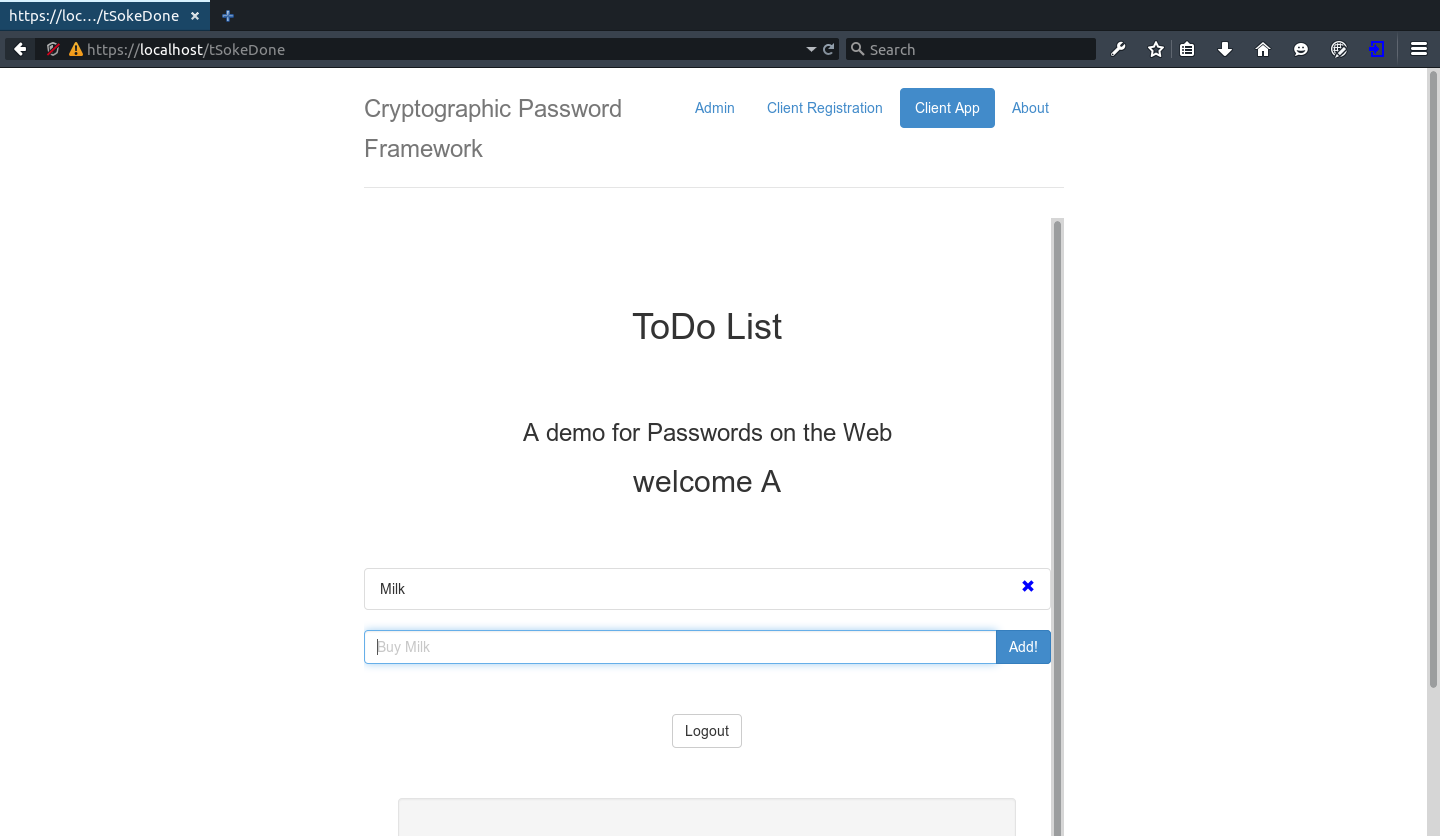 https://loc.../tSokeDone
https://localhost/tSokeDone
Search
Cryptographic Password
Framework
Admin
Client Registration
Client App
About
ToDo List
A demo for Passwords on the Web
welcome A
Milk
Buy Milk
Add!
Logout